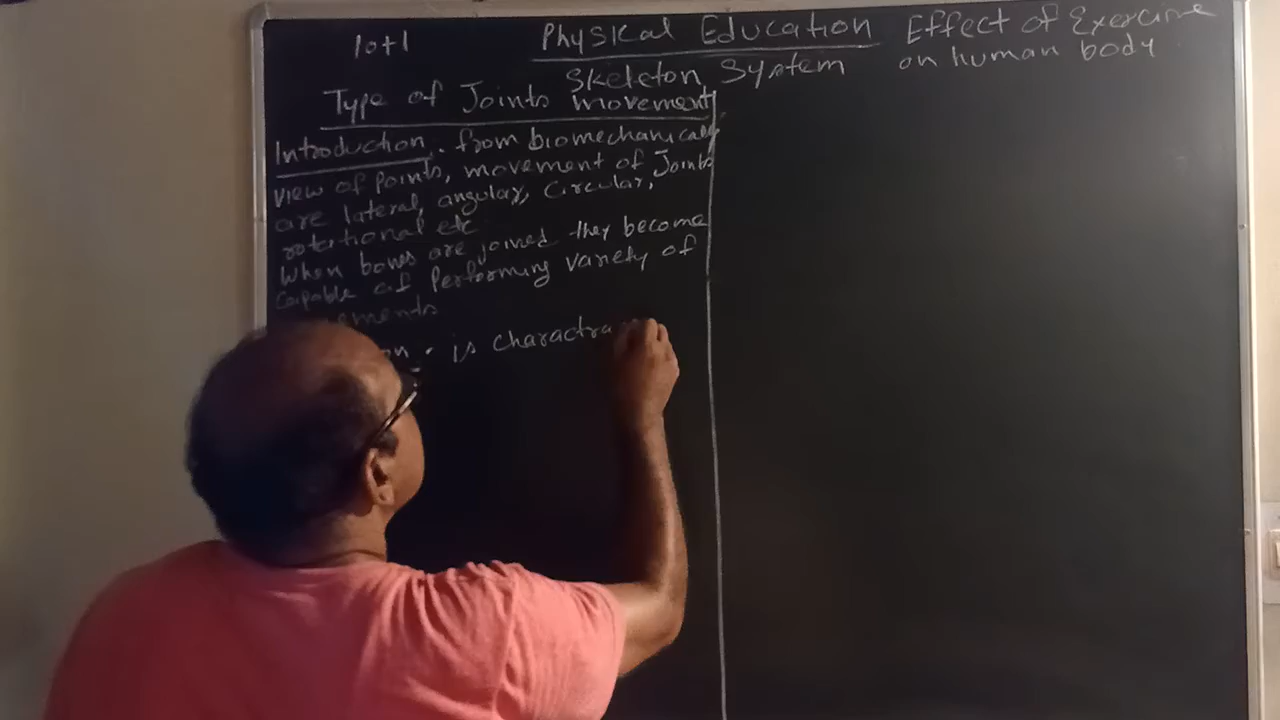 10+1
Physical Education
Effect of Exercise
on human body
Skeleton System
Type of Joints movement
Introduction : from biomechanical
view of points, movement of Joints
are lateral, angular, Circular,
rotational etc
When bones are joined they become
capable of Performing variety of
ements
on . is charactra